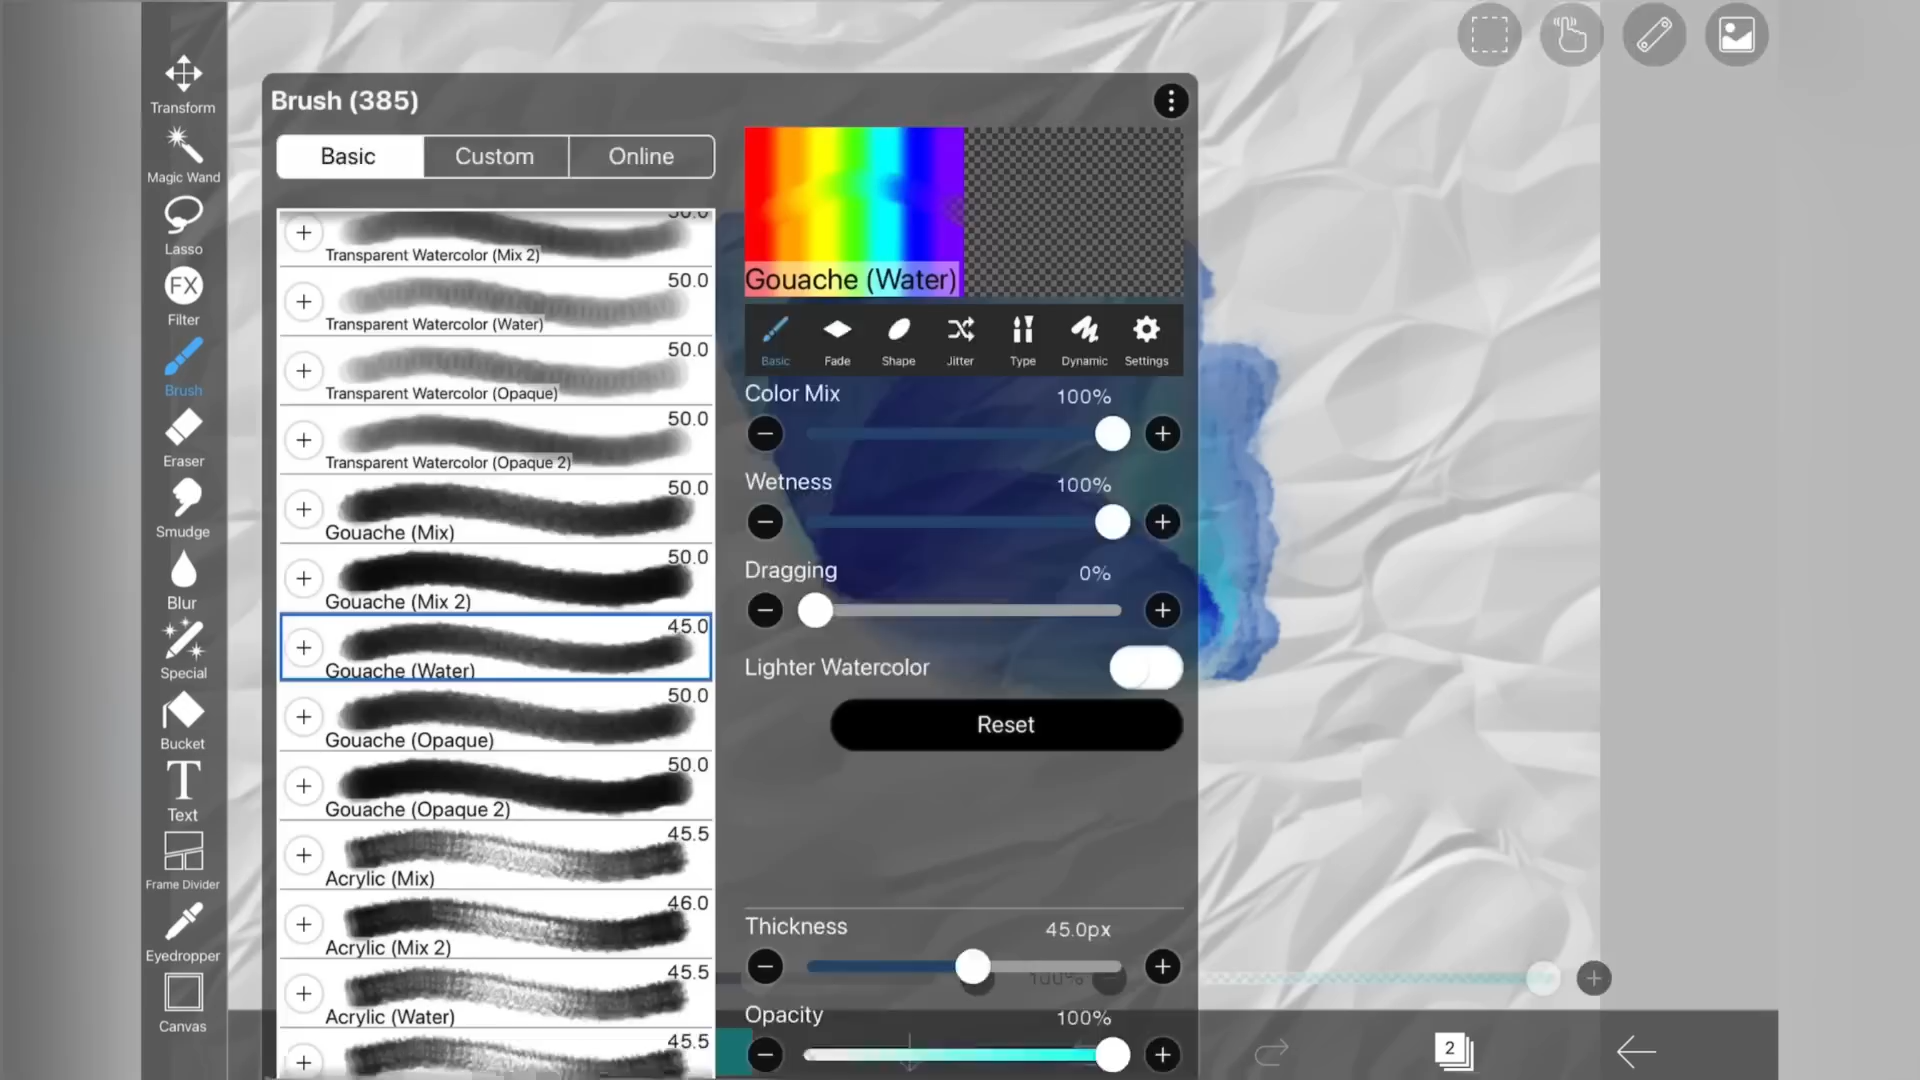 Transform
Magic Wand
Lasso
FX
Filter
Brush
Eraser
Smudge
Blur
Special
Bucket
T
Text
Frame Divider
Eyedropper
Canvas
Brush (385)
Basic
Custom
Online
50.0
Transparent Watercolor (Mix 2)
50.0
Transparent Watercolor (Water)
50.0
Transparent Watercolor (Opaque)
50.0
Transparent Watercolor (Opaque 2)
50.0
Gouache (Mix)
50.0
Gouache (Mix 2)
45.0
Gouache (Water)
50.0
Gouache (Opaque)
50.0
Gouache (Opaque 2)
45.5
Acrylic (Mix)
46.0
Acrylic (Mix 2)
45.5
Acrylic (Water)
45.5
Gouache (Water)
Basic
Fade
Shape
Jitter
Type
Dynamic
Settings
Color Mix
100%
Wetness
100%
Dragging
0%
Lighter Watercolor
Reset
Thickness
45.0px
100%
Opacity
100%
2